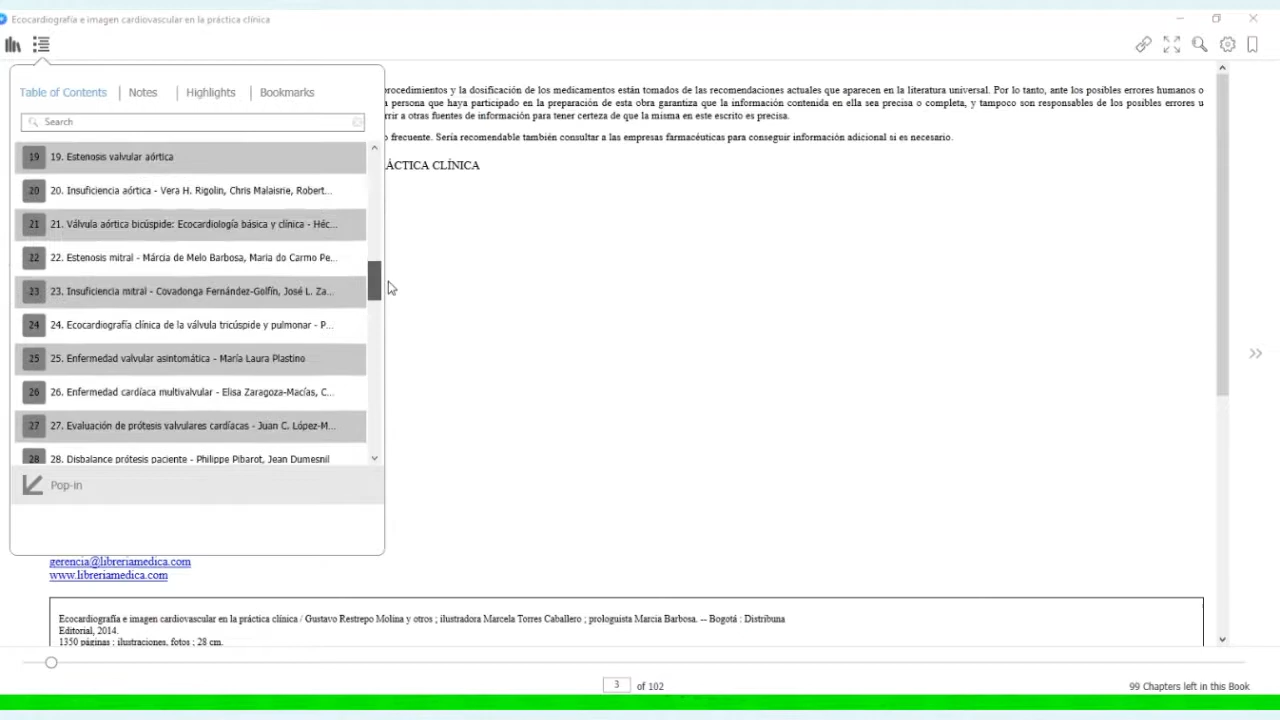 Ecocardiografía e imagen cardiovascular en la práctica clínica
Table of Contents | Notes | Highlights | Bookmarks
Search
19 19. Estenosis valvular aórtica
20 20. Insuficiencia aórtica - Vera H. Rigolin, Chris Malaisrie, Robert...
21 21. Válvula aórtica bicúspide: Ecocardiología básica y clínica - Héc...
22 22. Estenosis mitral - Márcia de Melo Barbosa, Maria do Carmo Pe...
23 23. Insuficiencia mitral - Covadonga Fernández-Golfín, José L. Za...
24 24. Ecocardiografía clínica de la válvula tricúspide y pulmonar - P...
25 25. Enfermedad valvular asintomática - María Laura Plastino
26 26. Enfermedad cardíaca multivalvular - Elisa Zaragoza-Macías, C...
27 27. Evaluación de prótesis valvulares cardíacas - Juan C. López-M...
28 28. Disbalance prótesis paciente - Philippe Pibarot, Jean Dumesnil
Pop-in
rocedimientos y la dosificación de los medicamentos están tomados de las recomendaciones actuales que aparecen en la literatura universal. Por lo tanto, ante los posibles errores humanos o
persona que haya participado en la preparación de esta obra garantiza que la información contenida en ella sea precisa o completa, y tampoco son responsables de los posibles errores u
rir a otras fuentes de información para tener certeza de que la misma en este escrito es precisa.
frecuente. Sería recomendable también consultar a las empresas farmacéuticas para conseguir información adicional si es necesario.
ÁCTICA CLÍNICA
gerencia@libreriamedica.com
www.libreriamedica.com
Ecocardiografía e imagen cardiovascular en la práctica clínica / Gustavo Restrepo Molina y otros ; ilustradora Marcela Torres Caballero ; prologuista Marcia Barbosa. -- Bogotá : Distribuna
Editorial, 2014.
1350 páginas : ilustraciones, fotos ; 28 cm.
3 of 102
99 Chapters left in this Book